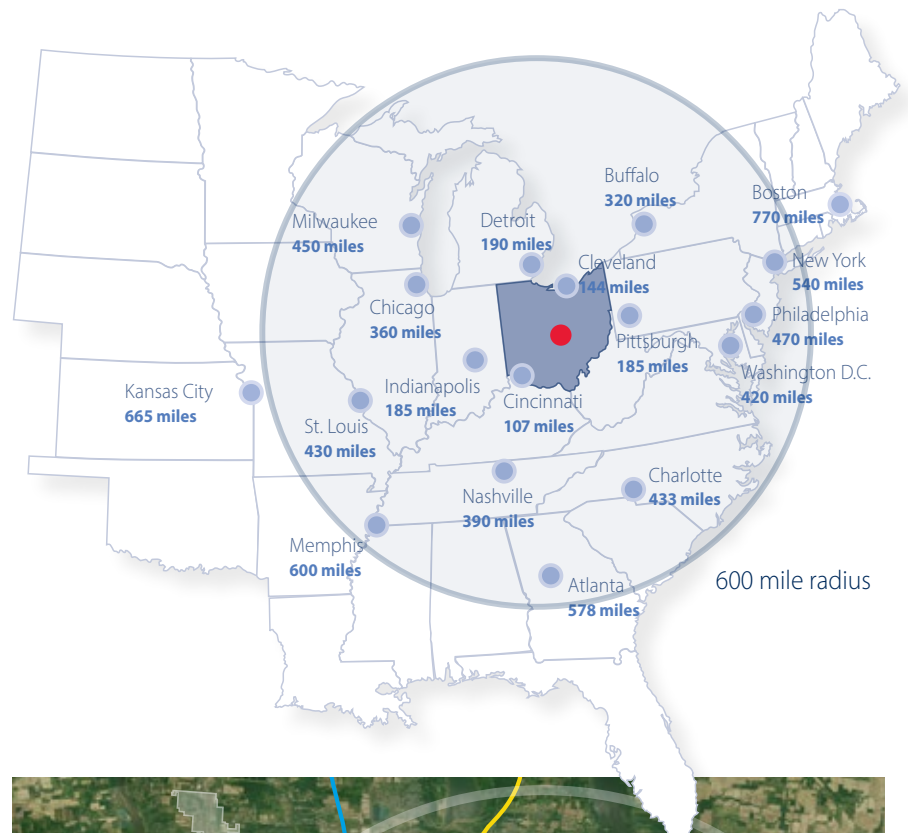 Buffalo
320 miles
Boston
770 miles
Milwaukee
450 miles
Detroit
190 miles
Cleveland
144 miles
New York
540 miles
Chicago
360 miles
Philadelphia
470 miles
Pittsburgh
185 miles
Washington D.C.
420 miles
Kansas City
665 miles
Indianapolis
185 miles
Cincinnati
107 miles
St. Louis
430 miles
Nashville
390 miles
Charlotte
433 miles
Memphis
600 miles
Atlanta
578 miles
600 mile radius